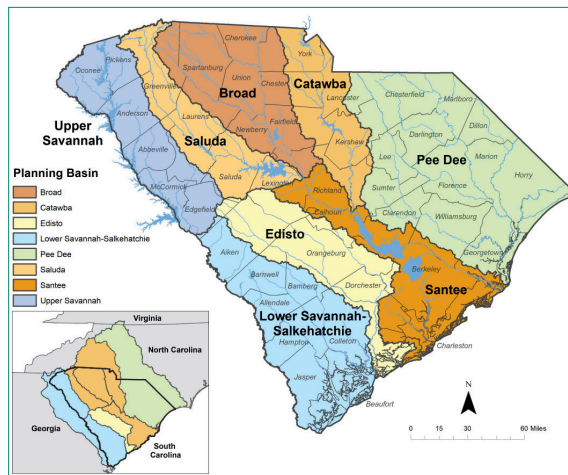 Cherokee
York
Pickens
Oconee
Spartanburg
Greenville
Union
Chester
Catawba
Lancaster
Chesterfield
Marlboro
Broad
Anderson
Laurens
Upper
Savannah
Fairfield
Dillon
Darlington
Saluda
Newberry
Kershaw
Abbeville
Lee
Pee Dee
Marion
Horry
Planning Basin
Broad
Catawba
Edisto
Lower Savannah-Salkehatchie
Pee Dee
Saluda
Santee
Upper Savannah
McCormick
Saluda
Lexington
Richland
Sumter
Florence
Edgefield
Calhoun
Clarendon
Williamsburg
Edisto
Aiken
Orangeburg
Georgetown
Barnwell
Bamberg
Berkeley
Santee
Allendale
Dorchester
Lower Savannah-
Salkehatchie
Hampton
Colleton
Charleston
Jasper
Beaufort
N
0 15 30 60 Miles
Virginia
North Carolina
Georgia
South
Carolina